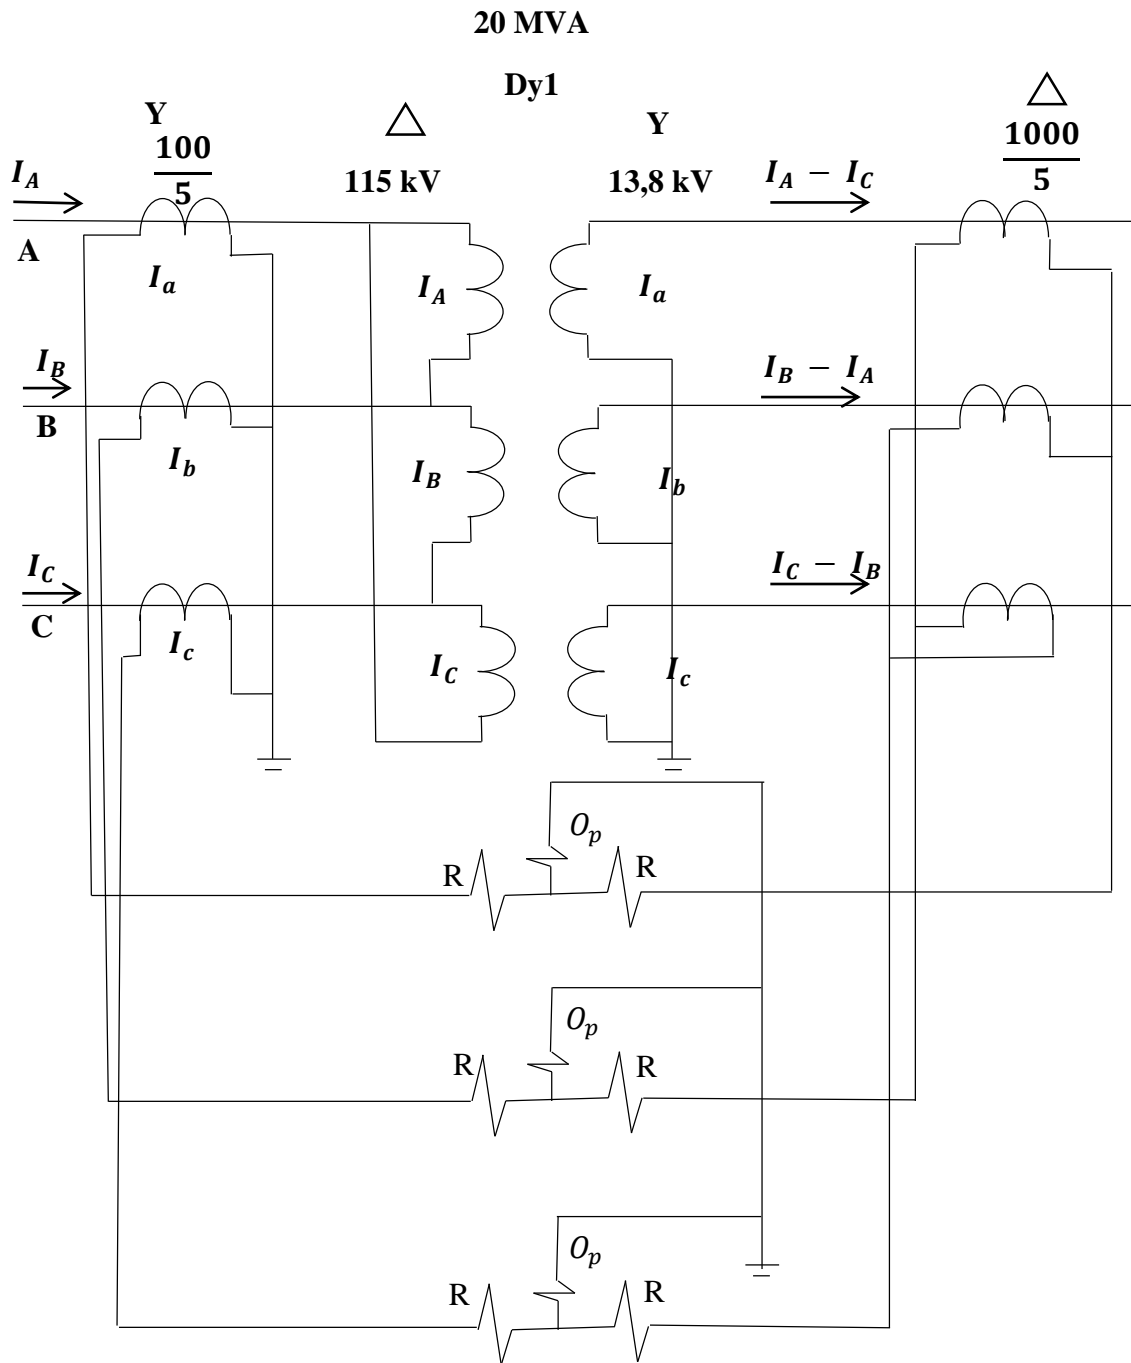 20 MVA
Dy1
Y
△
Y
△
100/5
1000/5
115 kV
13,8 kV
I_A
I_A − I_C
A
I_a
I_A
I_a
I_B
I_B − I_A
B
I_b
I_B
I_b
I_C
I_C − I_B
C
I_c
I_C
I_c
O_p
R
R
O_p
R
R
O_p
R
R